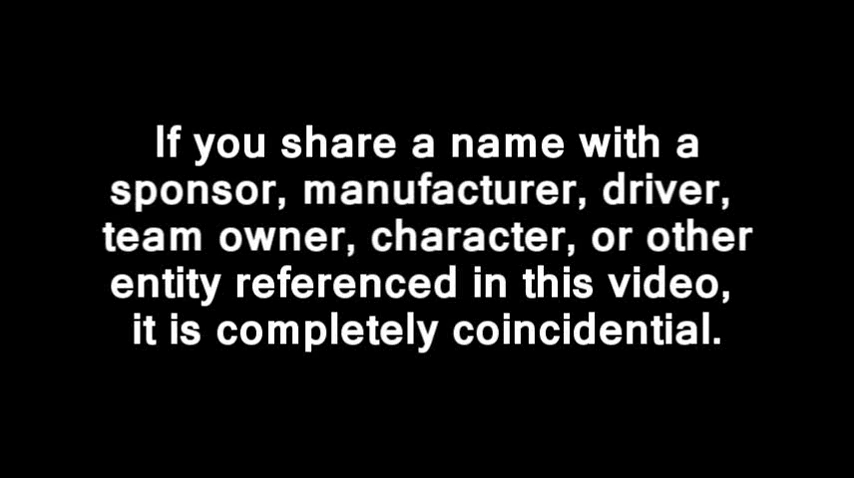 If you share a name with a
sponsor, manufacturer, driver,
team owner, character, or other
entity referenced in this video,
it is completely coincidential.